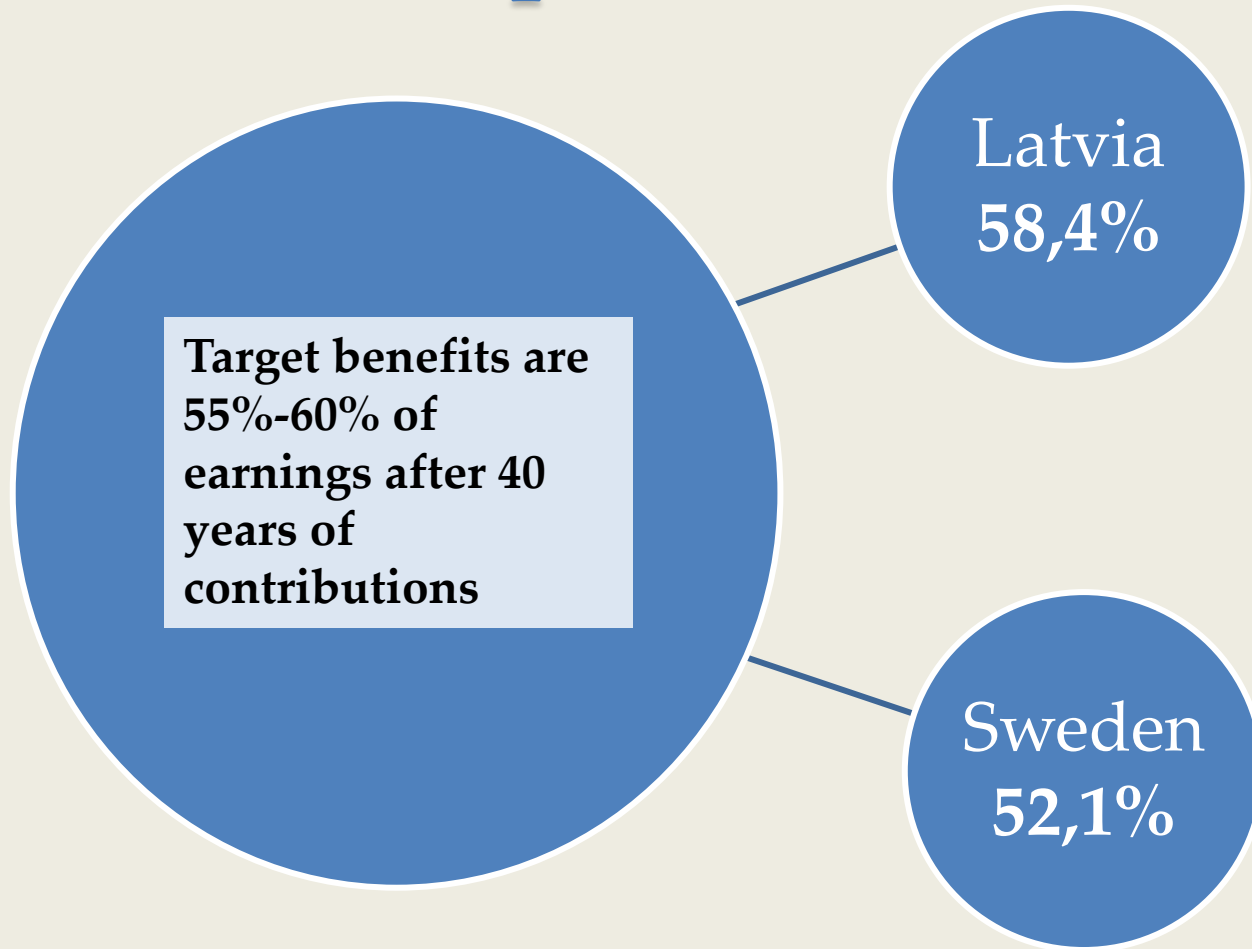 Target benefits are
55%-60% of
earnings after 40
years of
contributions
Latvia
58,4%
Sweden
52,1%